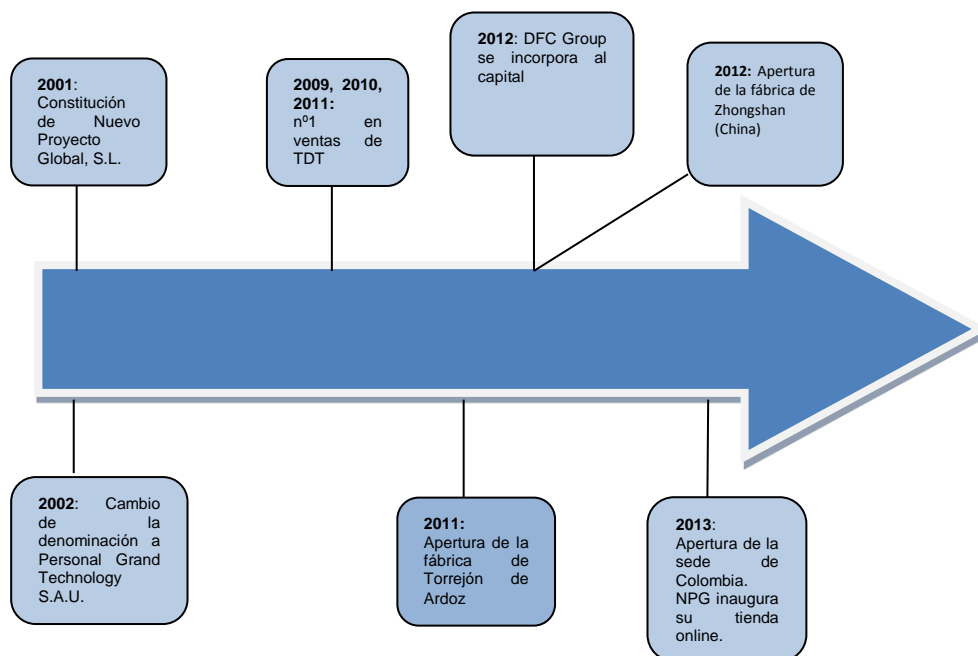 2001:
Constitución
de Nuevo
Proyecto
Global, S.L.
2009, 2010,
2011:
nº1 en
ventas de
TDT
2012: DFC Group
se incorpora al
capital
2012: Apertura
de la fábrica de
Zhongshan
(China)
2002: Cambio
de la
denominación a
Personal Grand
Technology
S.A.U.
2011:
Apertura de la
fábrica de
Torrejón de
Ardoz
2013:
Apertura de la
sede de
Colombia.
NPG inaugura
su tienda
online.